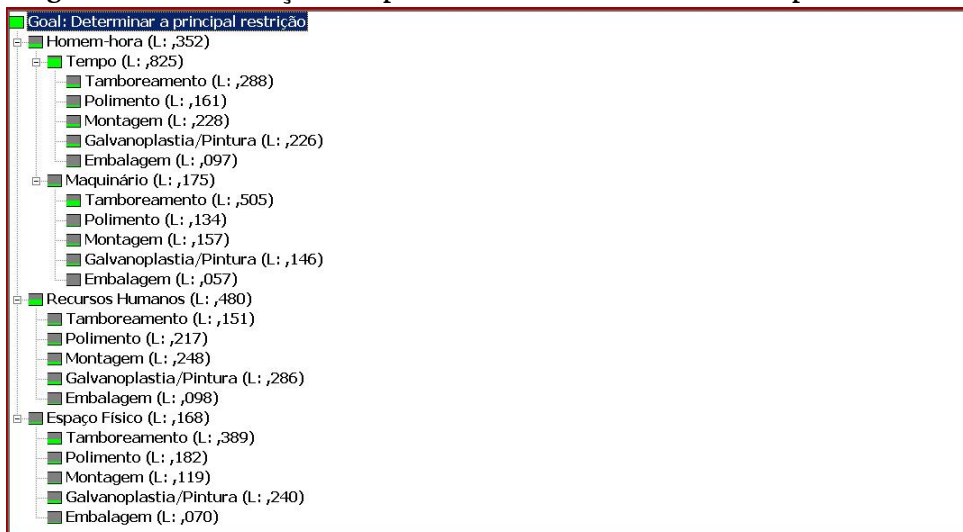 Goal: Determinar a principal restrição
Homem-hora (L: ,352)
Tempo (L: ,825)
Tamboreamento (L: ,288)
Polimento (L: ,161)
Montagem (L: ,228)
Galvanoplastia/Pintura (L: ,226)
Embalagem (L: ,097)
Maquinário (L: ,175)
Tamboreamento (L: ,505)
Polimento (L: ,134)
Montagem (L: ,157)
Galvanoplastia/Pintura (L: ,146)
Embalagem (L: ,057)
Recursos Humanos (L: ,480)
Tamboreamento (L: ,151)
Polimento (L: ,217)
Montagem (L: ,248)
Galvanoplastia/Pintura (L: ,286)
Embalagem (L: ,098)
Espaço Físico (L: ,168)
Tamboreamento (L: ,389)
Polimento (L: ,182)
Montagem (L: ,119)
Galvanoplastia/Pintura (L: ,240)
Embalagem (L: ,070)